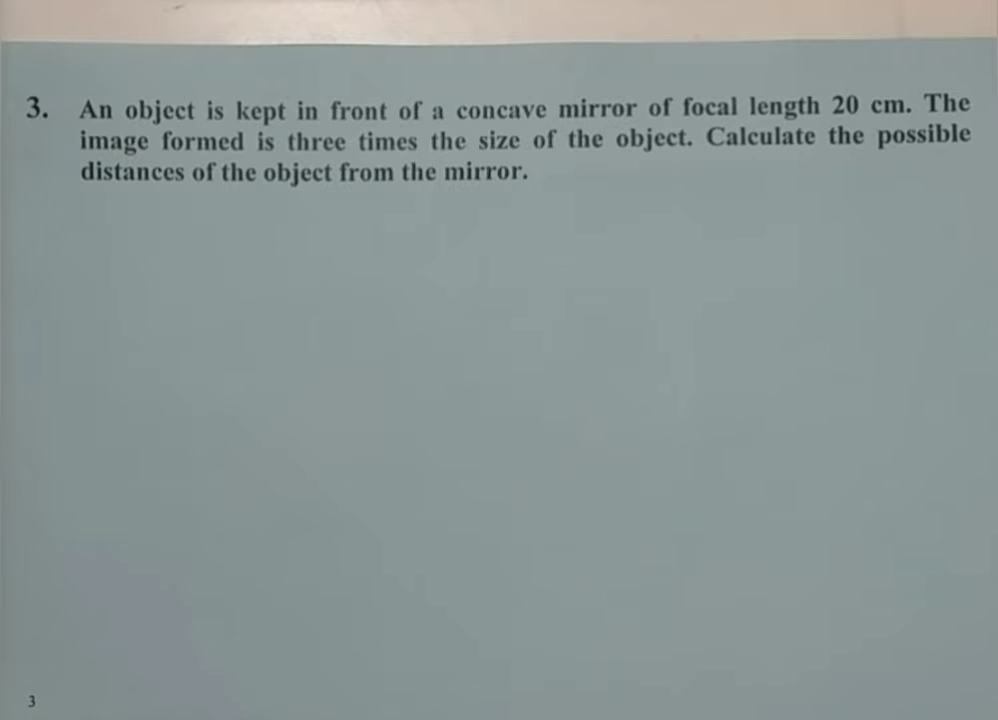 3. An object is kept in front of a concave mirror of focal length 20 cm. The
image formed is three times the size of the object. Calculate the possible
distances of the object from the mirror.
3